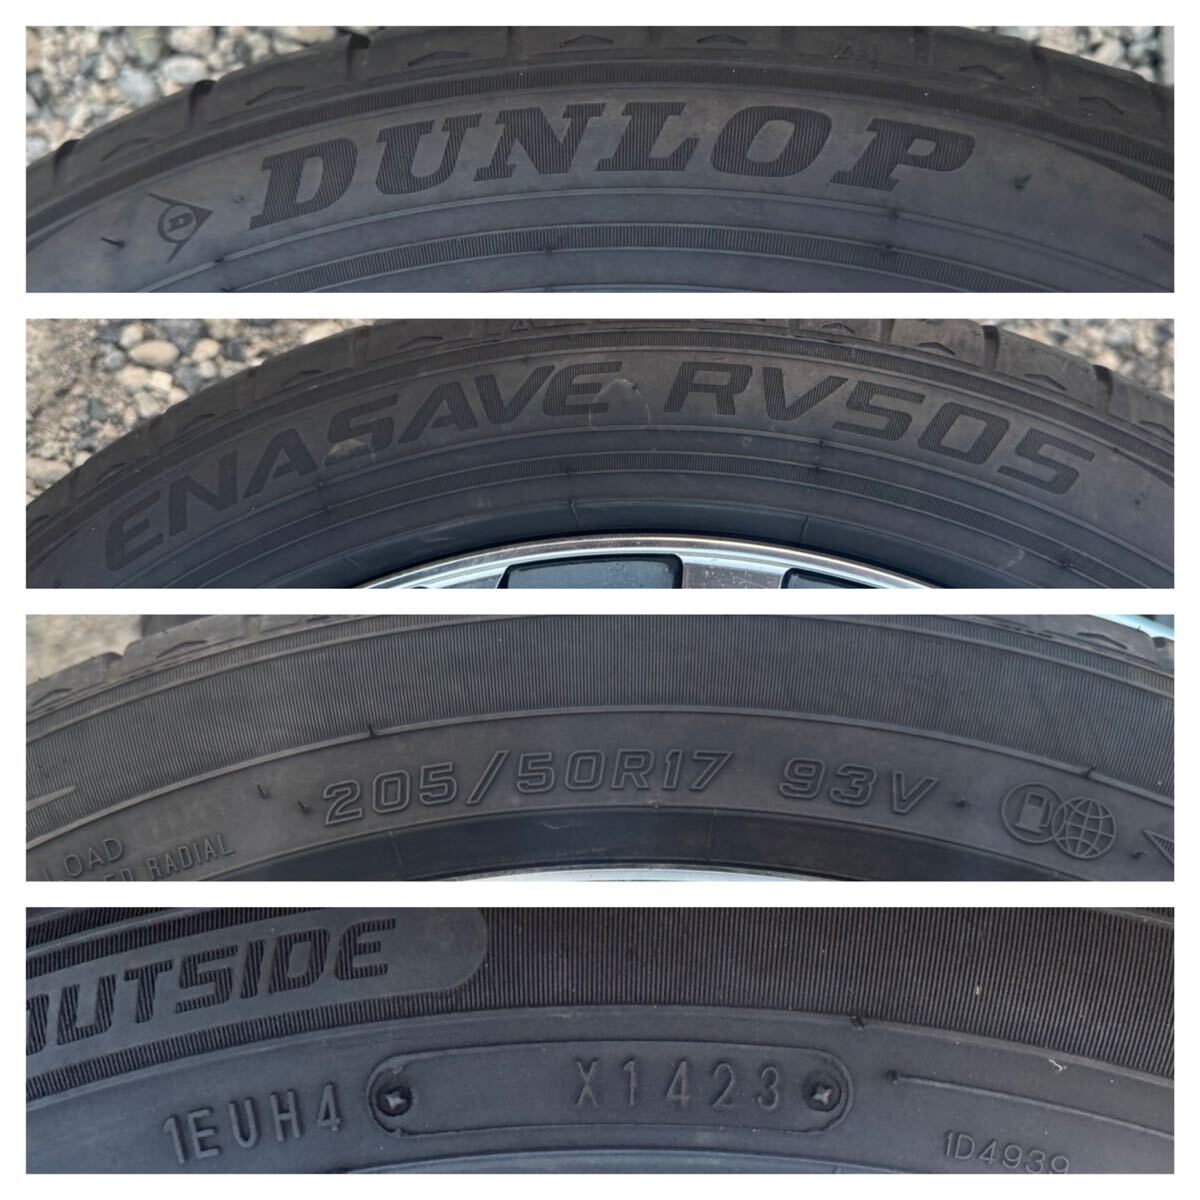 D DUNLOP
ENASAVE RV505
205/50R17 93V
LOAD
RADIAL
OUTSIDE
1EUH4 X1423
1D4939